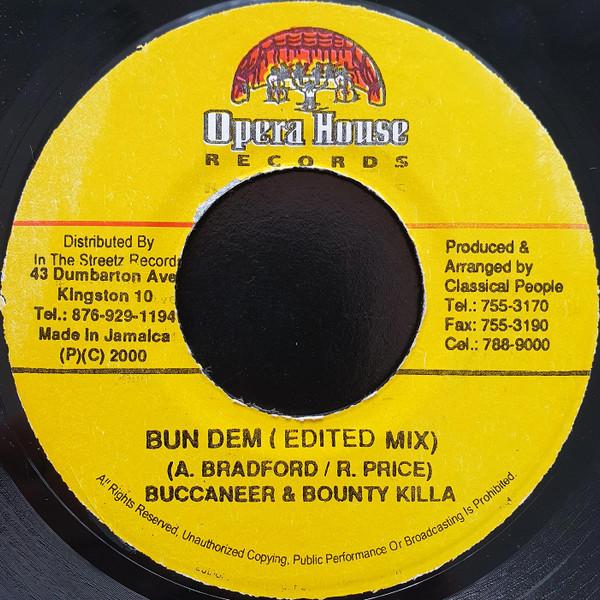 Opera House
RECORDS
Distributed By
In The Streetz Records
43 Dumbarton Ave
Kingston 10
Tel.: 876-929-1194
Made In Jamaica
(P)(C) 2000
Produced &
Arranged by
Classical People
Tel.: 755-3170
Fax: 755-3190
Cel.: 788-9000
BUN DEM ( EDITED MIX)
(A. BRADFORD / R. PRICE)
BUCCANEER & BOUNTY KILLA
All Rights Reserved, Unauthorized Copying, Public Performance Or Broadcasting Is Prohibited.